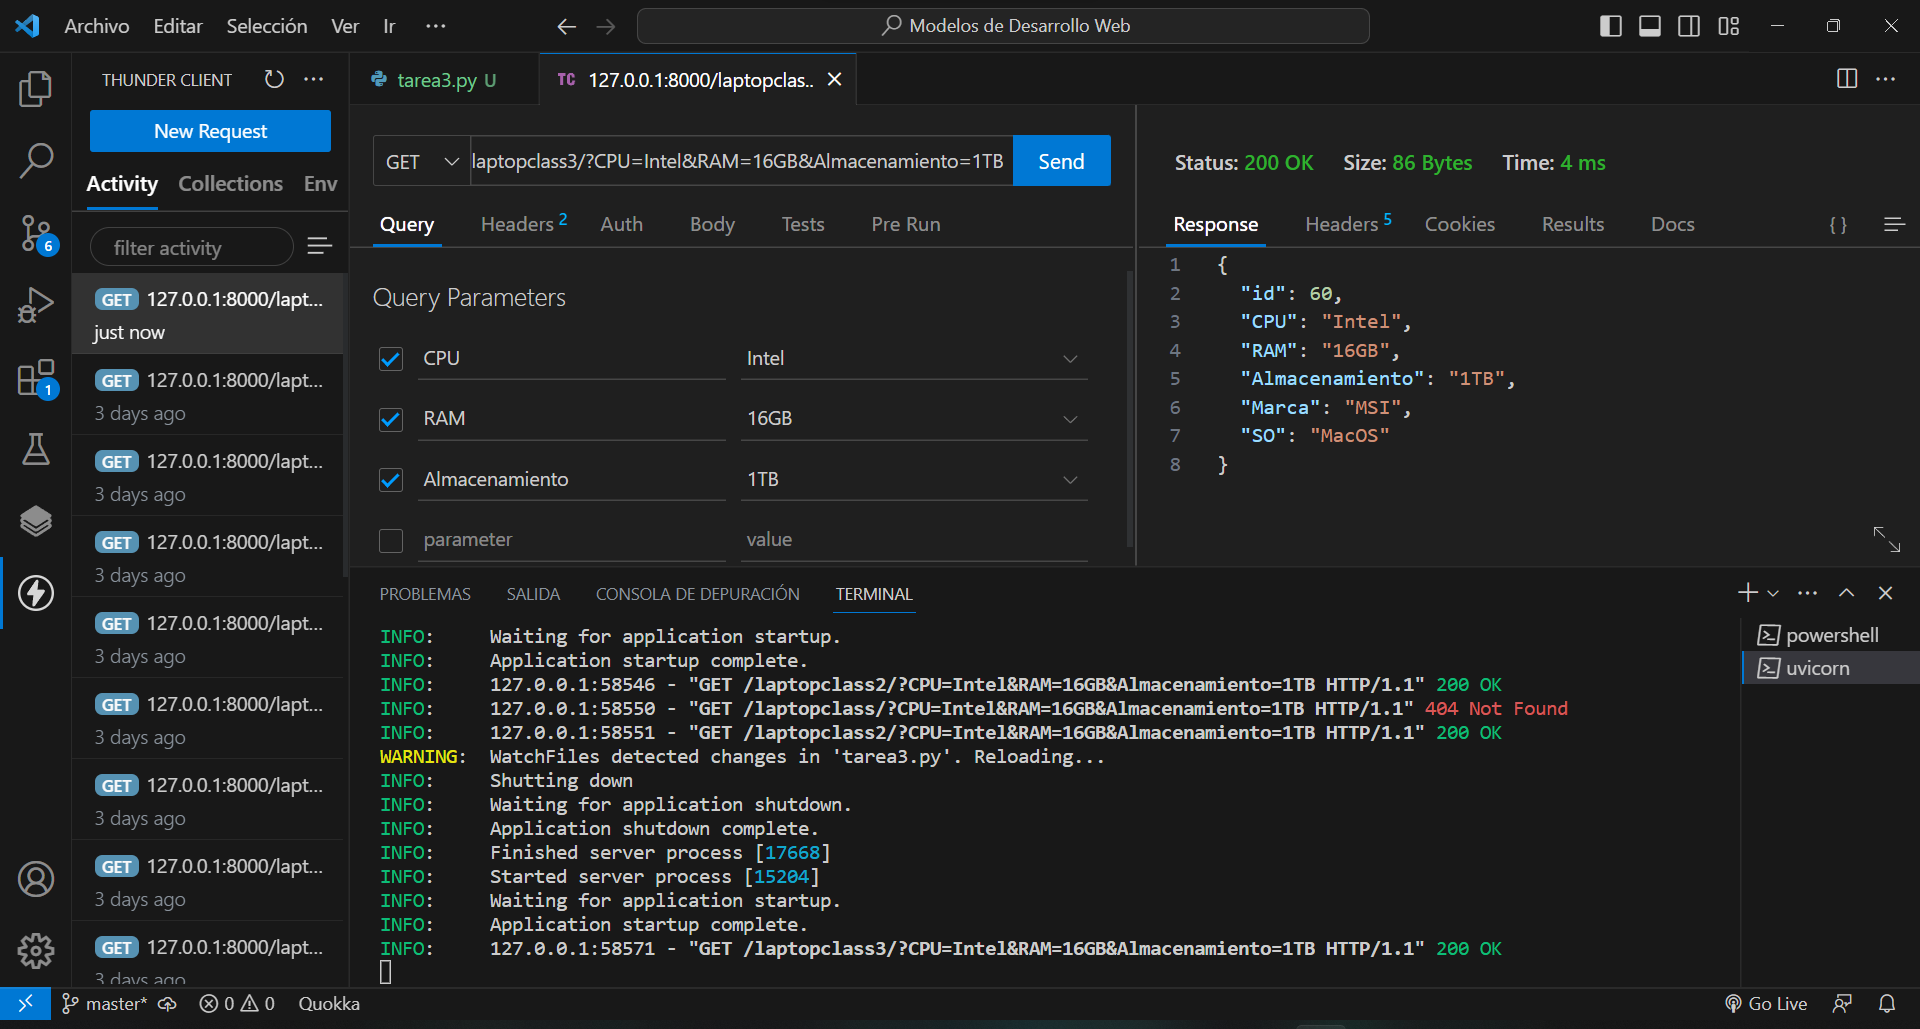 Archivo Editar Selección Ver Ir ··· Modelos de Desarrollo Web
THUNDER CLIENT
New Request
Activity Collections Env
filter activity
GET 127.0.0.1:8000/lapt...
just now
GET 127.0.0.1:8000/lapt...
3 days ago
GET 127.0.0.1:8000/lapt...
3 days ago
GET 127.0.0.1:8000/lapt...
3 days ago
GET 127.0.0.1:8000/lapt...
3 days ago
GET 127.0.0.1:8000/lapt...
3 days ago
GET 127.0.0.1:8000/lapt...
3 days ago
GET 127.0.0.1:8000/lapt...
3 days ago
GET 127.0.0.1:8000/lapt...
3 days ago
6
1
tarea3.py U
TC 127.0.0.1:8000/laptopclas..
GET laptopclass3/?CPU=Intel&RAM=16GB&Almacenamiento=1TB Send
Query Headers 2 Auth Body Tests Pre Run
Query Parameters
CPU Intel
RAM 16GB
Almacenamiento 1TB
parameter value
Status: 200 OK Size: 86 Bytes Time: 4 ms
Response Headers 5 Cookies Results Docs { }
1 {
2 "id": 60,
3 "CPU": "Intel",
4 "RAM": "16GB",
5 "Almacenamiento": "1TB",
6 "Marca": "MSI",
7 "SO": "MacOS"
8 }
PROBLEMAS SALIDA CONSOLA DE DEPURACIÓN TERMINAL
INFO: Waiting for application startup.
INFO: Application startup complete.
INFO: 127.0.0.1:58546 - "GET /laptopclass2/?CPU=Intel&RAM=16GB&Almacenamiento=1TB HTTP/1.1" 200 OK
INFO: 127.0.0.1:58550 - "GET /laptopclass/?CPU=Intel&RAM=16GB&Almacenamiento=1TB HTTP/1.1" 404 Not Found
INFO: 127.0.0.1:58551 - "GET /laptopclass2/?CPU=Intel&RAM=16GB&Almacenamiento=1TB HTTP/1.1" 200 OK
WARNING: WatchFiles detected changes in 'tarea3.py'. Reloading...
INFO: Shutting down
INFO: Waiting for application shutdown.
INFO: Application shutdown complete.
INFO: Finished server process [17668]
INFO: Started server process [15204]
INFO: Waiting for application startup.
INFO: Application startup complete.
INFO: 127.0.0.1:58571 - "GET /laptopclass3/?CPU=Intel&RAM=16GB&Almacenamiento=1TB HTTP/1.1" 200 OK
powershell
uvicorn
master* 0 0 Quokka Go Live